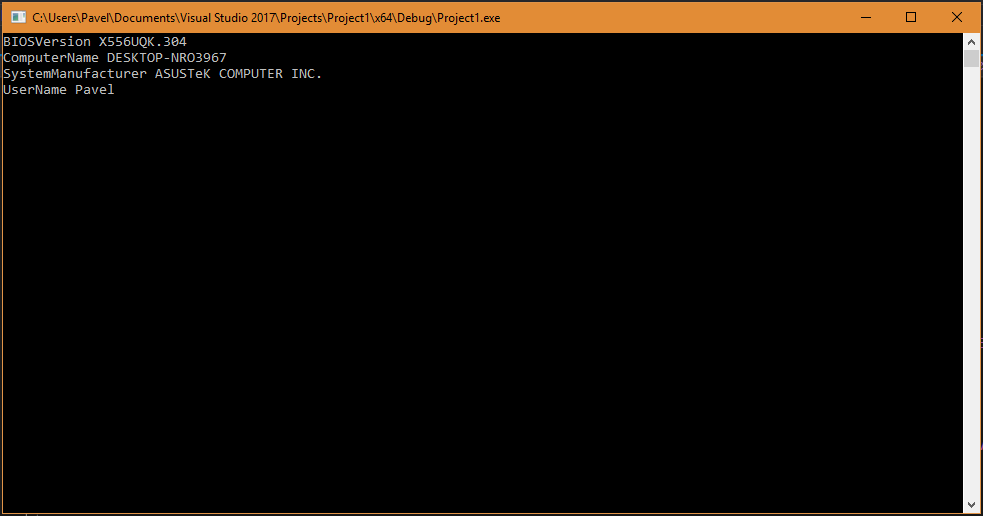 C:\Users\Pavel\Documents\Visual Studio 2017\Projects\Project1\x64\Debug\Project1.exe
BIOSVersion X556UQK.304
ComputerName DESKTOP-NRO3967
SystemManufacturer ASUSTeK COMPUTER INC.
UserName Pavel